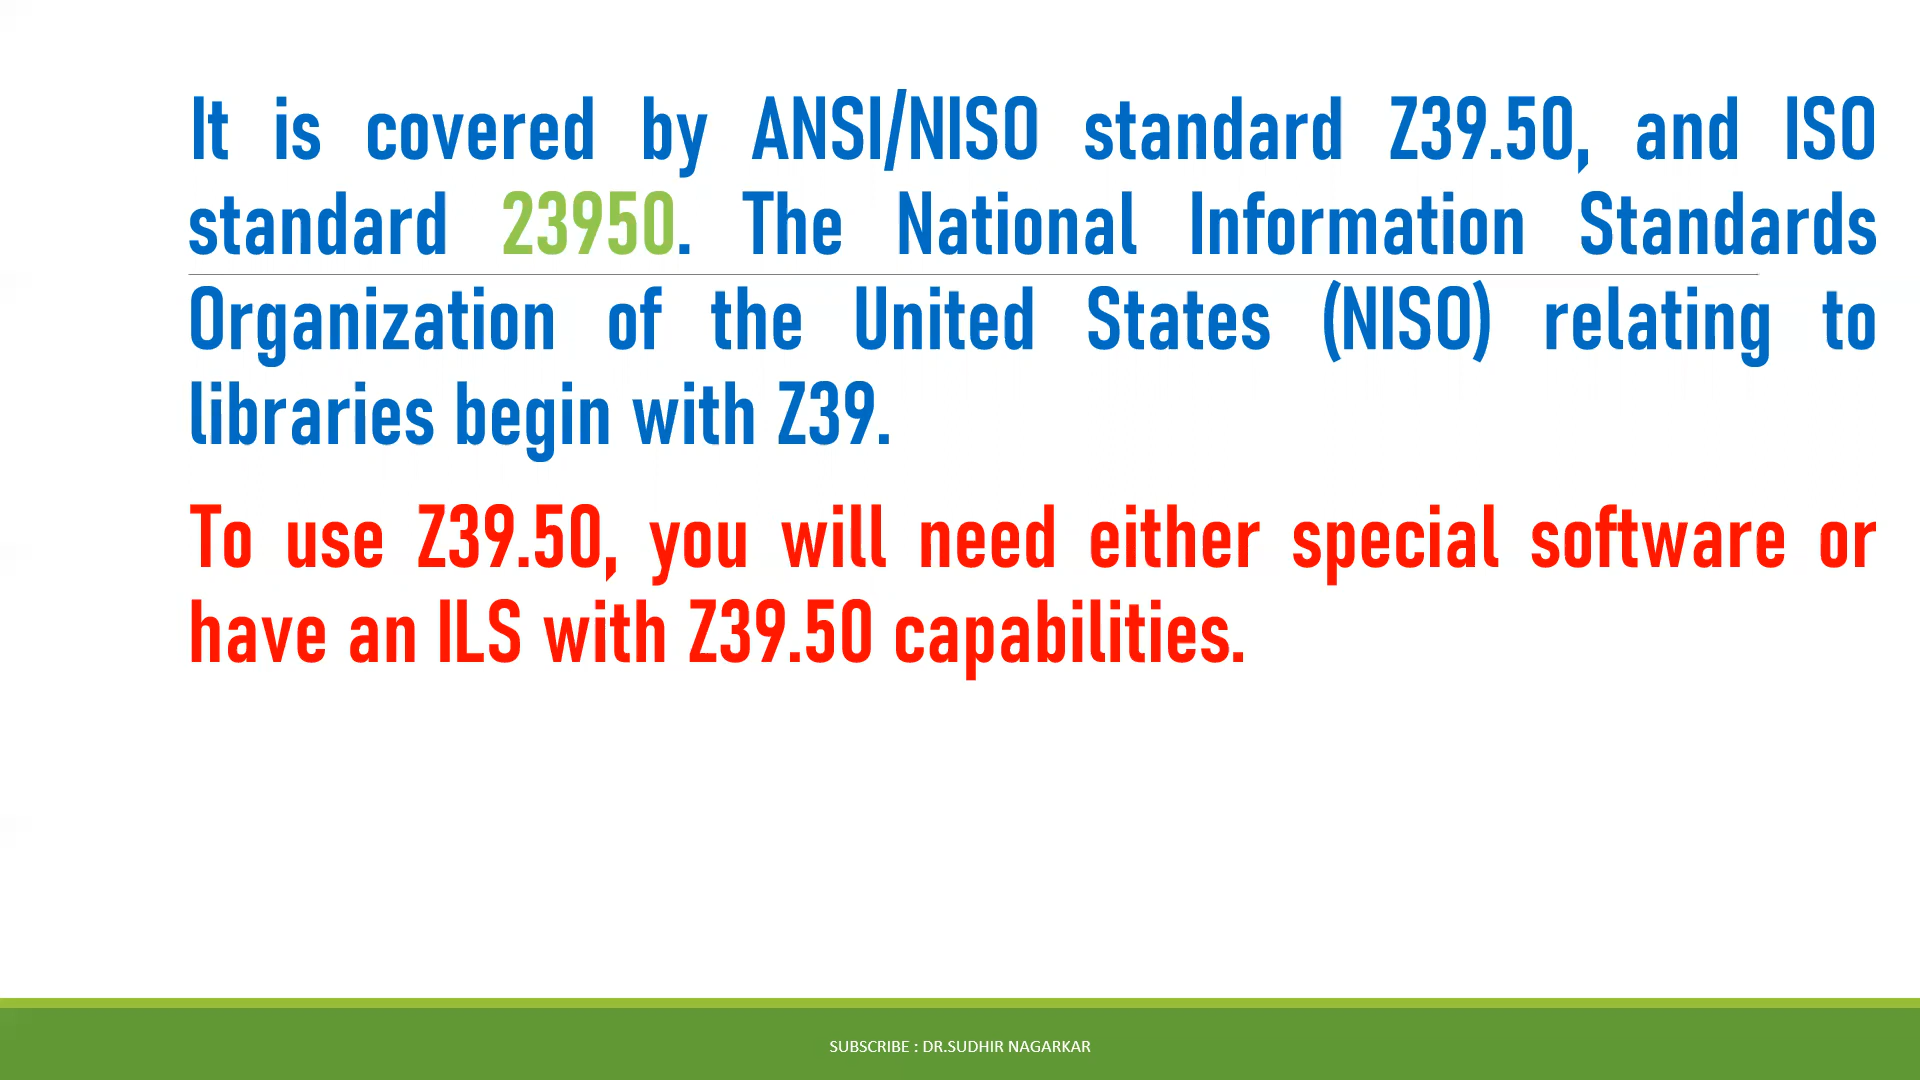 It is covered by ANSI/NISO standard Z39.50, and ISO
standard 23950. The National Information Standards
Organization of the United States (NISO) relating to
libraries begin with Z39.
To use Z39.50, you will need either special software or
have an ILS with Z39.50 capabilities.
SUBSCRIBE : DR.SUDHIR NAGARKAR